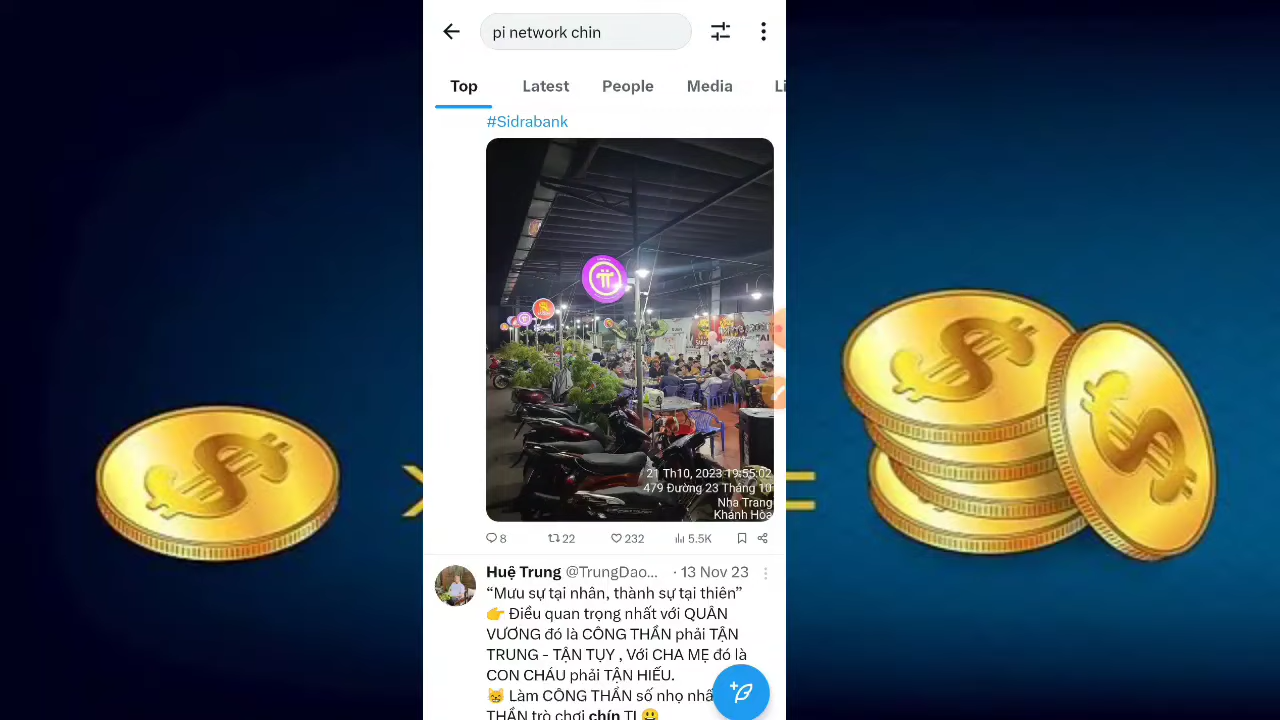 pi network chin
Top Latest People Media Li
#Sidrabank
21 Th10, 2023 19:55:02
479 Đường 23 Tháng 10
Nha Trang
Khánh Hòa
8 22 232 5.5K
Huệ Trung @TrungDao... · 13 Nov 23
“Mưu sự tại nhân, thành sự tại thiên”
👉 Điều quan trọng nhất với QUÂN
VƯƠNG đó là CÔNG THẦN phải TẬN
TRUNG - TẬN TỤY , Với CHA MẸ đó là
CON CHÁU phải TẬN HIẾU.
😹 Làm CÔNG THẦN số nhọ nhấ
THẦN trò chơi chín TỊ 😃